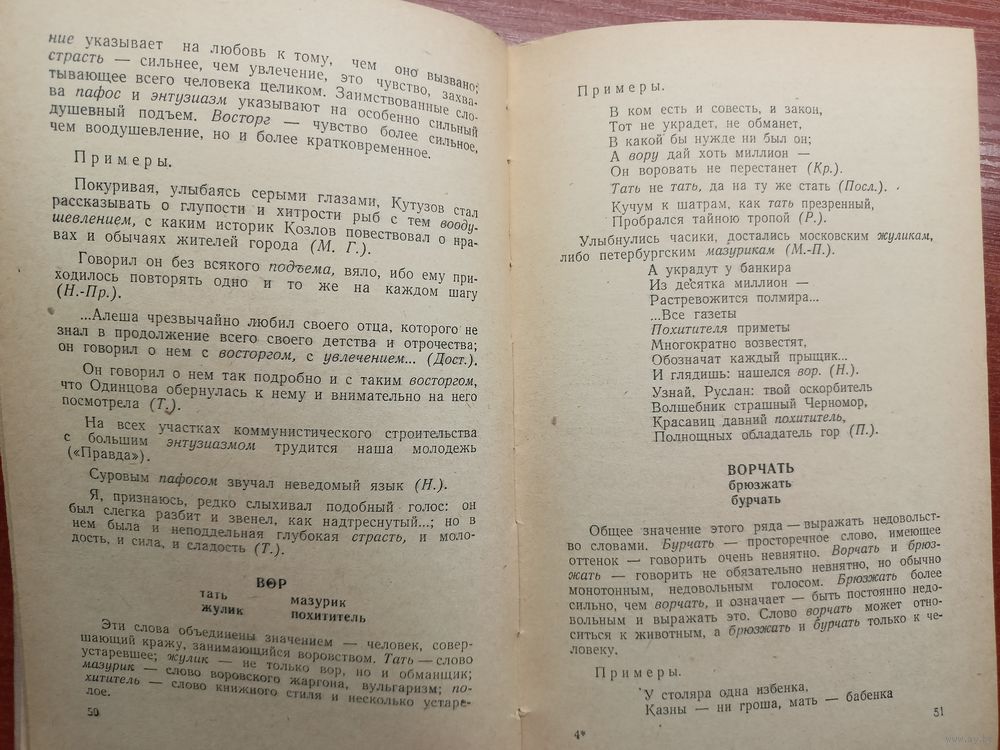 ние указывает на любовь к тому, чем оно вызвано;
страсть — сильнее, чем увлечение, это чувство, захва-
тывающее всего человека целиком. Заимствованные сло-
ва пафос и энтузиазм указывают на особенно сильный
душевный подъем. Восторг — чувство более сильное,
чем воодушевление, но и более кратковременное.
Примеры.
Покуривая, улыбаясь серыми глазами, Кутузов стал
рассказывать о глупости и хитрости рыб с тем вооду-
шевлением, с каким историк Козлов повествовал о нра-
вах и обычаях жителей города (М. Г.).
Говорил он без всякого подъема, вяло, ибо ему при-
ходилось повторять одно и то же на каждом шагу
(Н.-Пр.).
...Алеша чрезвычайно любил своего отца, которого не
знал в продолжение всего своего детства и отрочества;
он говорил о нем с восторгом, с увлечением... (Дост.).
Он говорил о нем так подробно и с таким восторгом,
что Одинцова обернулась к нему и внимательно на него
посмотрела (Т.).
На всех участках коммунистического строительства
с большим энтузиазмом трудится наша молодежь
(«Правда»).
Суровым пафосом звучал неведомый язык (Н.).
Я, признаюсь, редко слыхивал подобный голос: он
был слегка разбит и звенел, как надтреснутый...; но в
нем была и неподдельная глубокая страсть, и моло-
дость, и сила, и сладость (Т.).
ВОР
тать мазурик
жулик похититель
Эти слова объединены значением — человек, совер-
шающий кражу, занимающийся воровством. Тать — слово
устаревшее; жулик — не только вор, но и обманщик;
мазурик — слово воровского жаргона, вульгаризм; по-
хититель — слово книжного стиля и несколько устаре-
лое.
50
Примеры.
В ком есть и совесть, и закон,
Тот не украдет, не обманет,
В какой бы нужде ни был он;
А вору дай хоть миллион —
Он воровать не перестанет (Кр.).
Тать не тать, да на ту же стать (Посл.).
Кучум к шатрам, как тать презренный,
Пробрался тайною тропой (Р.).
Улыбнулись часики, достались московским жуликам,
либо петербургским мазурикам (М.-П.).
А украдут у банкира
Из десятка миллион —
Растревожится полмира...
...Все газеты
Похитителя приметы
Многократно возвестят,
Обозначат каждый прыщик...
И глядишь: нашелся вор. (Н.).
Узнай, Руслан: твой оскорбитель
Волшебник страшный Черномор,
Красавиц давний похититель,
Полнощных обладатель гор (П.).
ВОРЧАТЬ
брюзжать
бурчать
Общее значение этого ряда — выражать недовольст-
во словами. Бурчать — просторечное слово, имеющее
оттенок — говорить очень невнятно. Ворчать и брюз-
жать — говорить не обязательно невнятно, но обычно
монотонным, недовольным голосом. Брюзжать более
сильно, чем ворчать, и означает — быть постоянно недо-
вольным и выражать это. Слово ворчать может отно-
ситься к животным, а брюзжать и бурчать только к че-
ловеку.
Примеры.
У столяра одна избенка,
Казны — ни гроша, мать — бабенка
4*
51